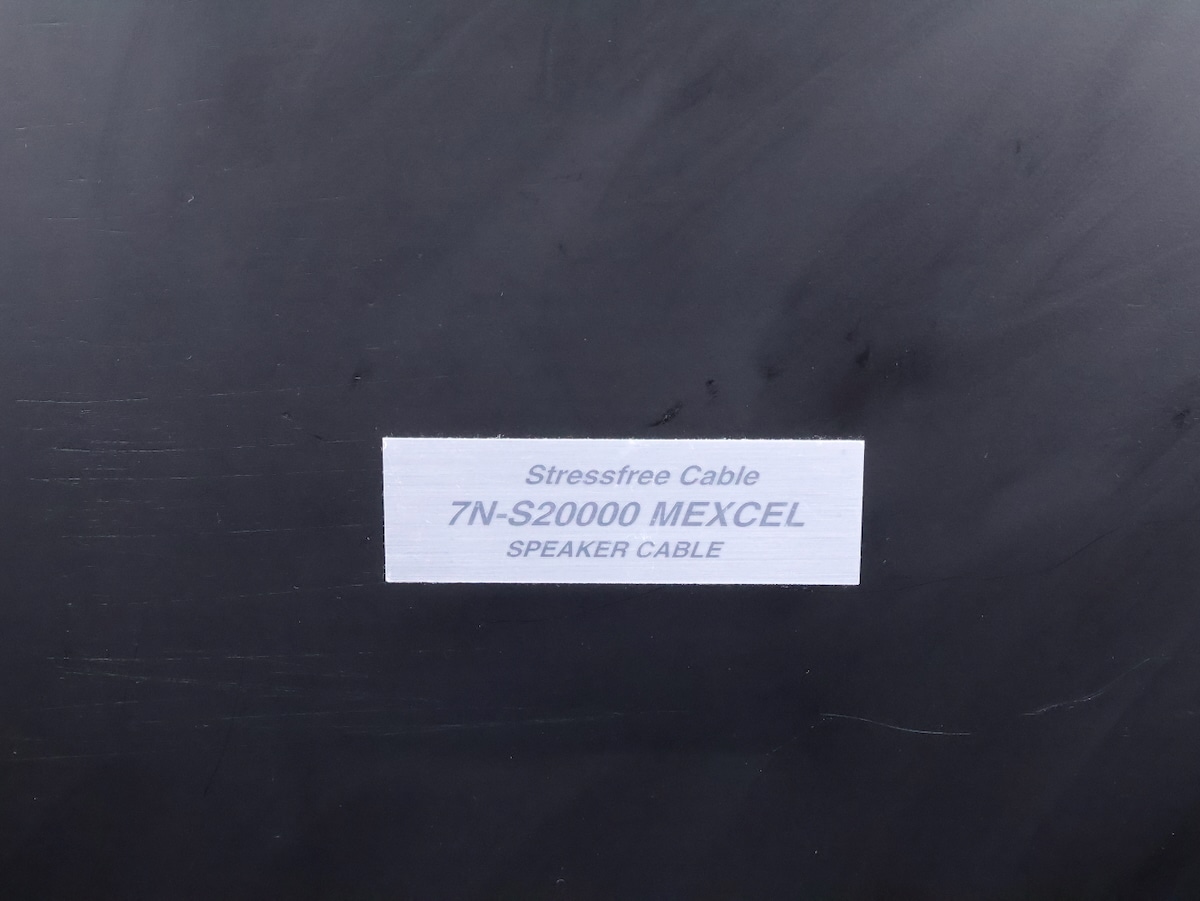 Stressfree Cable
7N-S20000 MEXCEL
SPEAKER CABLE